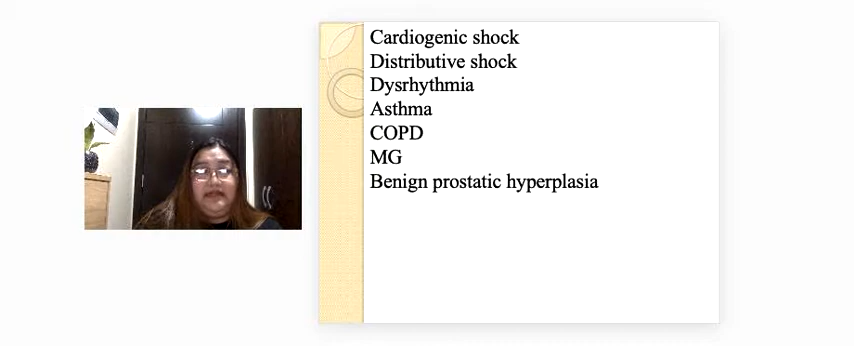 Cardiogenic shock
Distributive shock
Dysrhythmia
Asthma
COPD
MG
Benign prostatic hyperplasia